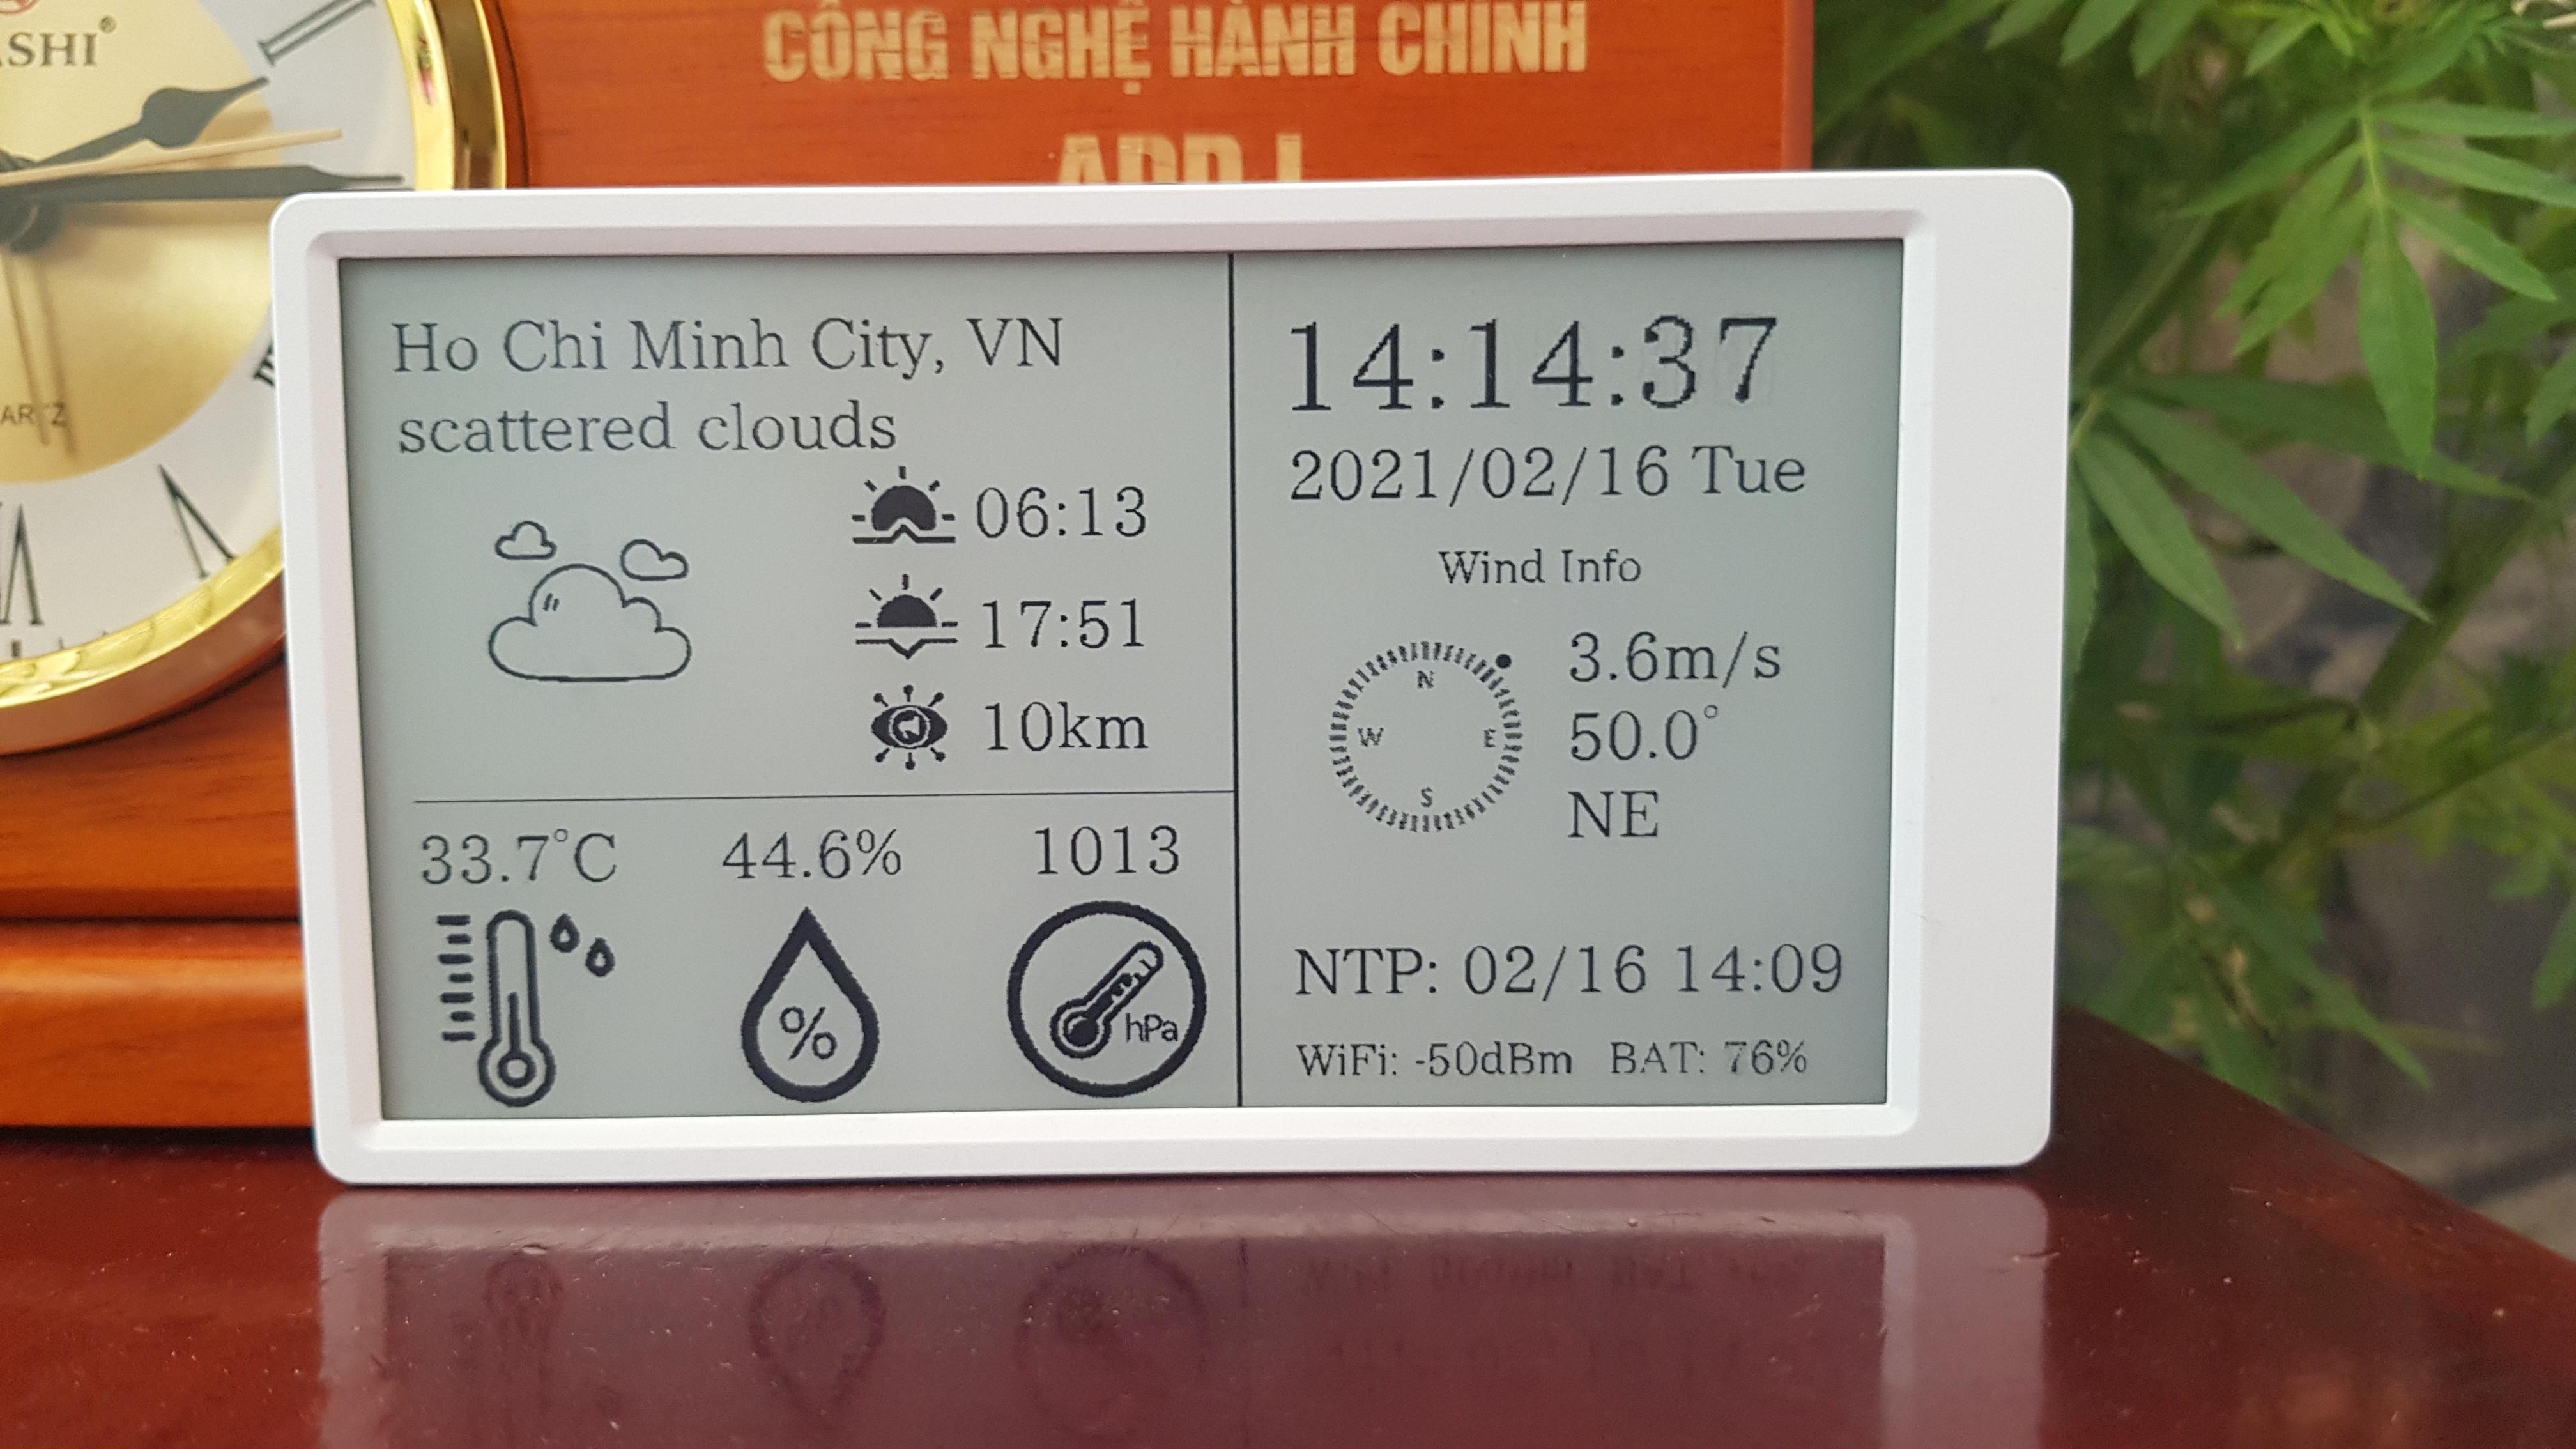 CÔNG NGHỆ HÀNH CHÍNH
Ho Chi Minh City, VN
scattered clouds
06:13
17:51
10km
33.7°C
44.6%
1013
%
hPa
14:14:37
2021/02/16 Tue
Wind Info
N
W E
S
3.6m/s
50.0°
NE
NTP: 02/16 14:09
WiFi: -50dBm BAT: 76%